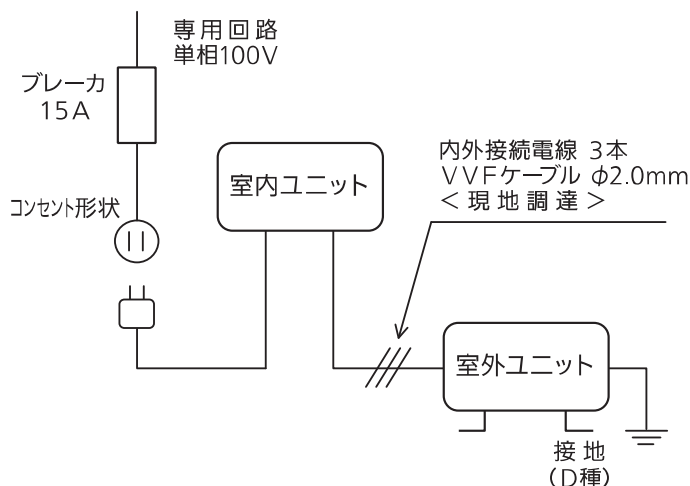 専用回路
単相100V
ブレーカ
15A
コンセント形状
室内ユニット
内外接続電線 3本
VVFケーブル φ2.0mm
<現地調達>
室外ユニット
接地
(D種)